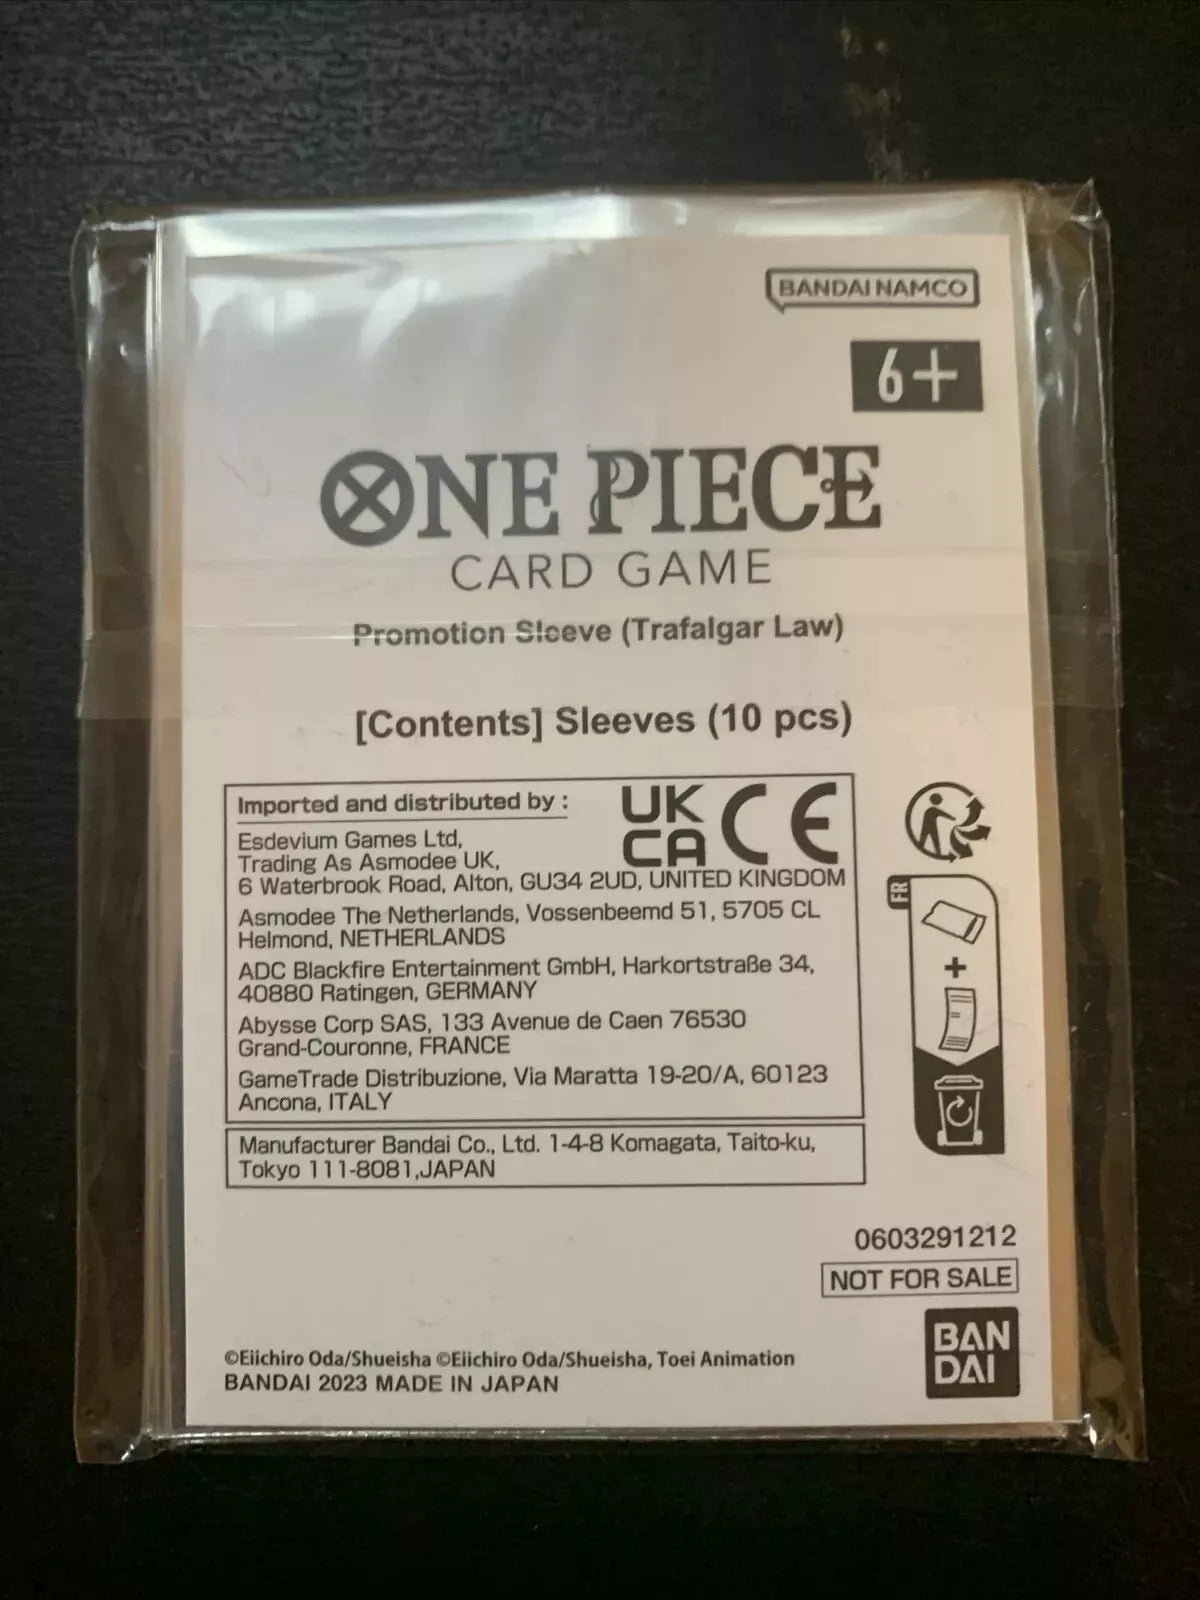 BANDAI NAMCO
6+
ONE PIECE
CARD GAME
Promotion Sleeve (Trafalgar Law)
[Contents] Sleeves (10 pcs)
Imported and distributed by :
UK
CA CE
Esdevium Games Ltd,
Trading As Asmodee UK,
6 Waterbrook Road, Alton, GU34 2UD, UNITED KINGDOM
Asmodee The Netherlands, Vossenbeemd 51, 5705 CL
Helmond, NETHERLANDS
ADC Blackfire Entertainment GmbH, Harkortstraße 34,
40880 Ratingen, GERMANY
Abysse Corp SAS, 133 Avenue de Caen 76530
Grand-Couronne, FRANCE
GameTrade Distribuzione, Via Maratta 19-20/A, 60123
Ancona, ITALY
Manufacturer Bandai Co., Ltd. 1-4-8 Komagata, Taito-ku,
Tokyo 111-8081,JAPAN
FR
+
0603291212
NOT FOR SALE
BAN
DAI
©Eiichiro Oda/Shueisha ©Eiichiro Oda/Shueisha, Toei Animation
BANDAI 2023 MADE IN JAPAN